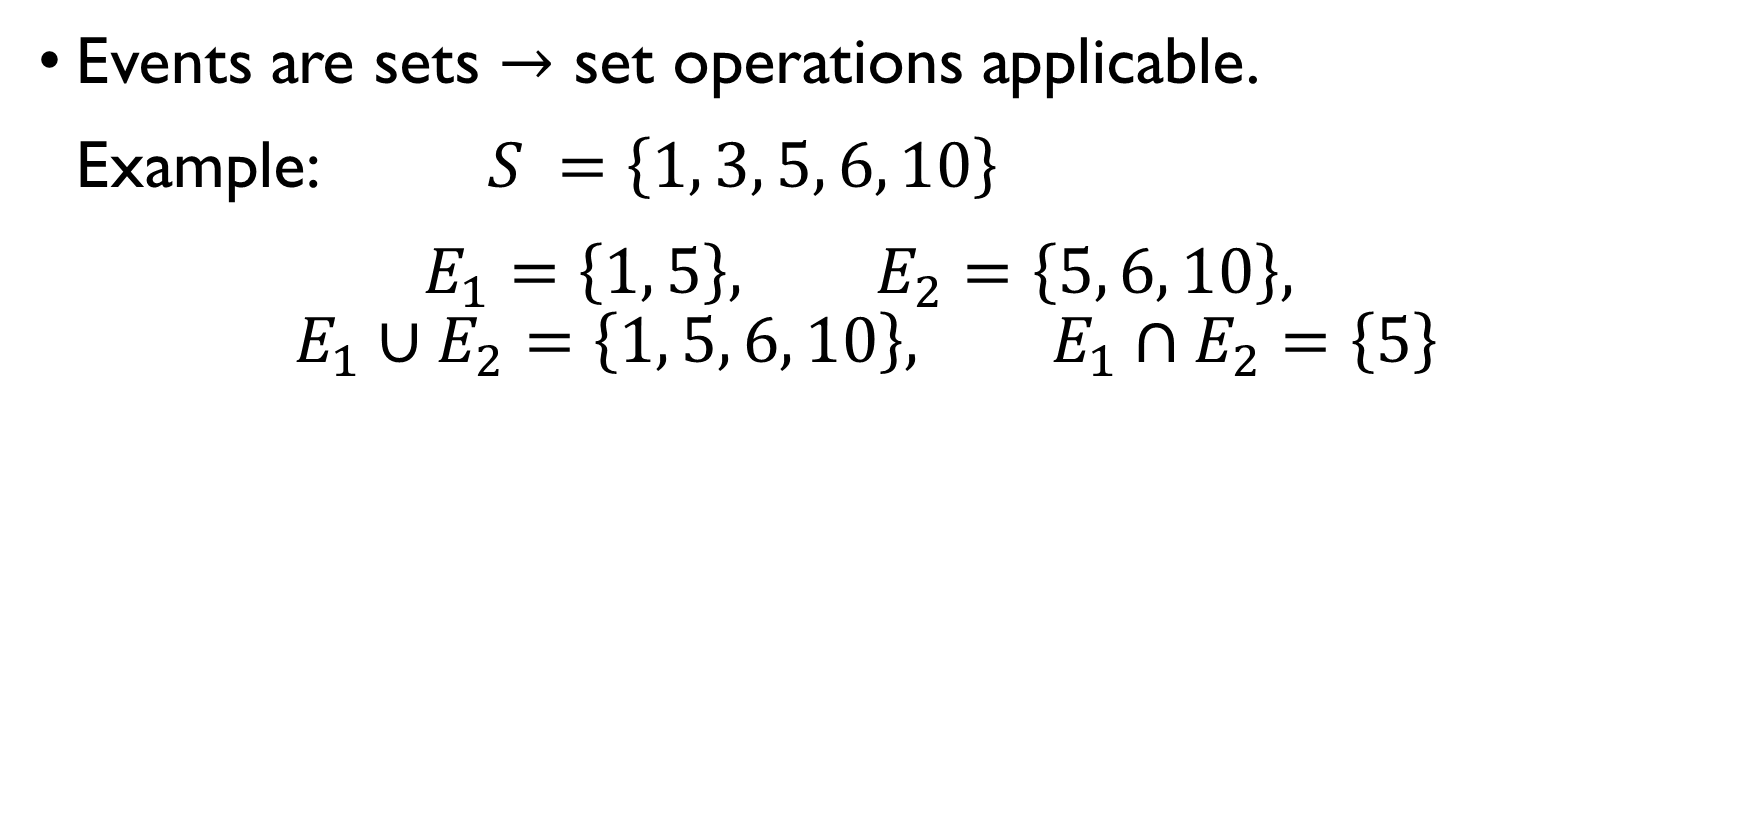 • Events are sets → set operations applicable.
Example: S = {1, 3, 5, 6, 10}
E₁ = {1, 5}, E₂ = {5, 6, 10},
E₁ ∪ E₂ = {1, 5, 6, 10}, E₁ ∩ E₂ = {5}